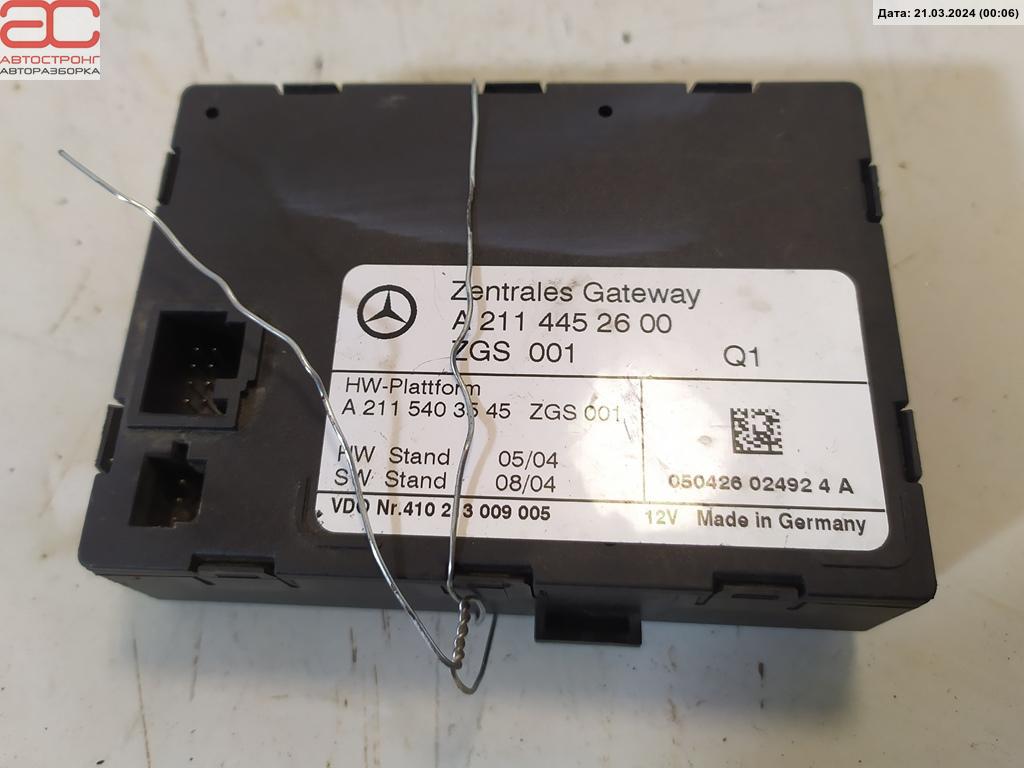 Дата: 21.03.2024 (00:06)
АС
АВТОСТРОНГ
АВТОРАЗБОРКА
Zentrales Gateway
A 211 445 26 00
ZGS 001 Q1
HW-Plattform
A 211 540 35 45 ZGS 001
HW Stand 05/04
SW Stand 08/04
050426 02492 4 A
VDO Nr.410 213 009 005
12V Made in Germany